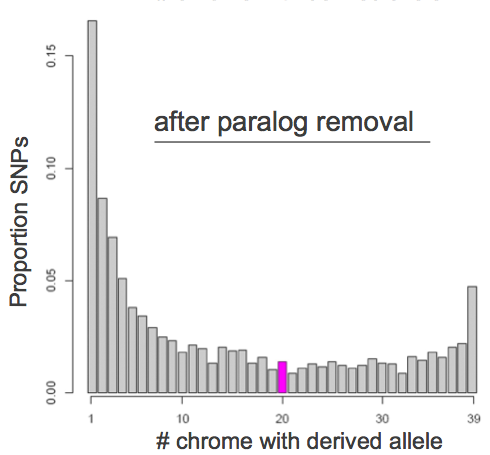 after paralog removal
Proportion SNPs
0.15
0.10
0.05
0.00
1 10 20 30 39
# chrome with derived allele